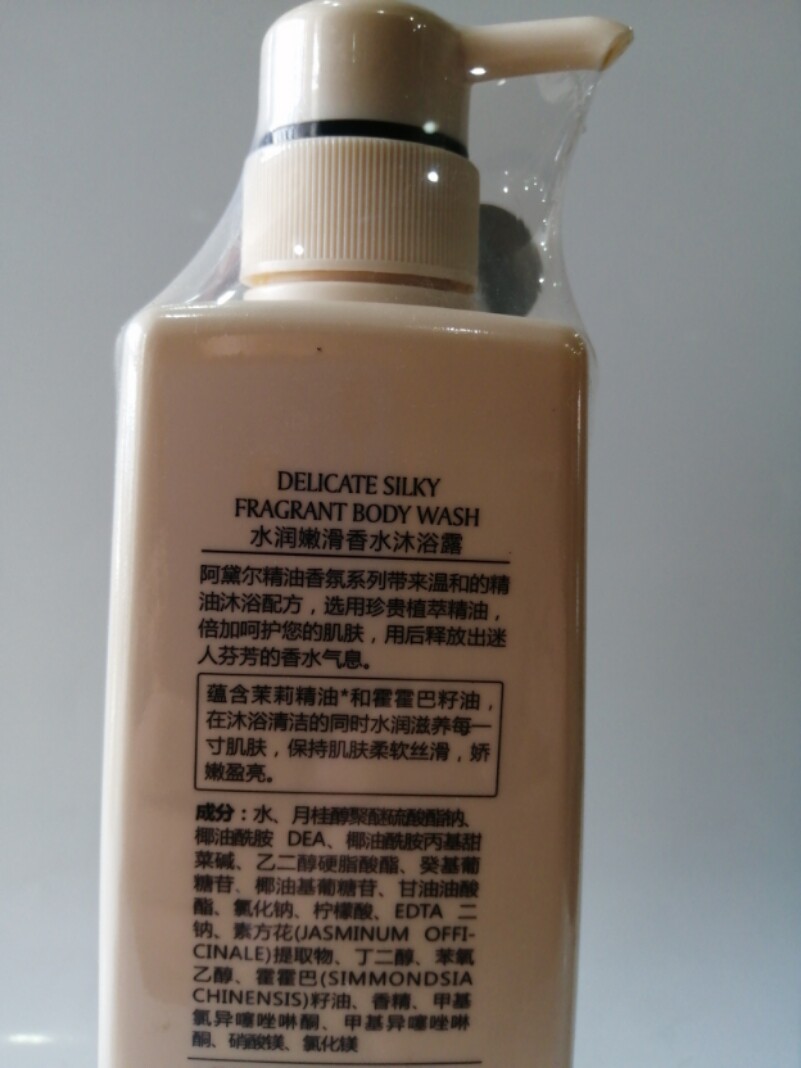 DELICATE SILKY
FRAGRANT BODY WASH
水润嫩滑香水沐浴露
阿黛尔精油香氛系列带来温和的精
油沐浴配方，选用珍贵植萃精油，
倍加呵护您的肌肤，用后释放出迷
人芬芳的香水气息。
蕴含茉莉精油*和霍霍巴籽油，
在沐浴清洁的同时水润滋养每一
寸肌肤，保持肌肤柔软丝滑，娇
嫩盈亮。
成分：水、月桂醇聚醚硫酸酯钠、
椰油酰胺 DEA、椰油酰胺丙基甜
菜碱、乙二醇硬脂酸酯、癸基葡
糖苷、椰油基葡糖苷、甘油油酸
酯、氯化钠、柠檬酸、EDTA 二
钠、素方花(JASMINUM OFFI-
CINALE)提取物、丁二醇、苯氧
乙醇、霍霍巴(SIMMONDSIA
CHINENSIS)籽油、香精、甲基
氯异噻唑啉酮、甲基异噻唑啉
酮、硝酸镁、氯化镁